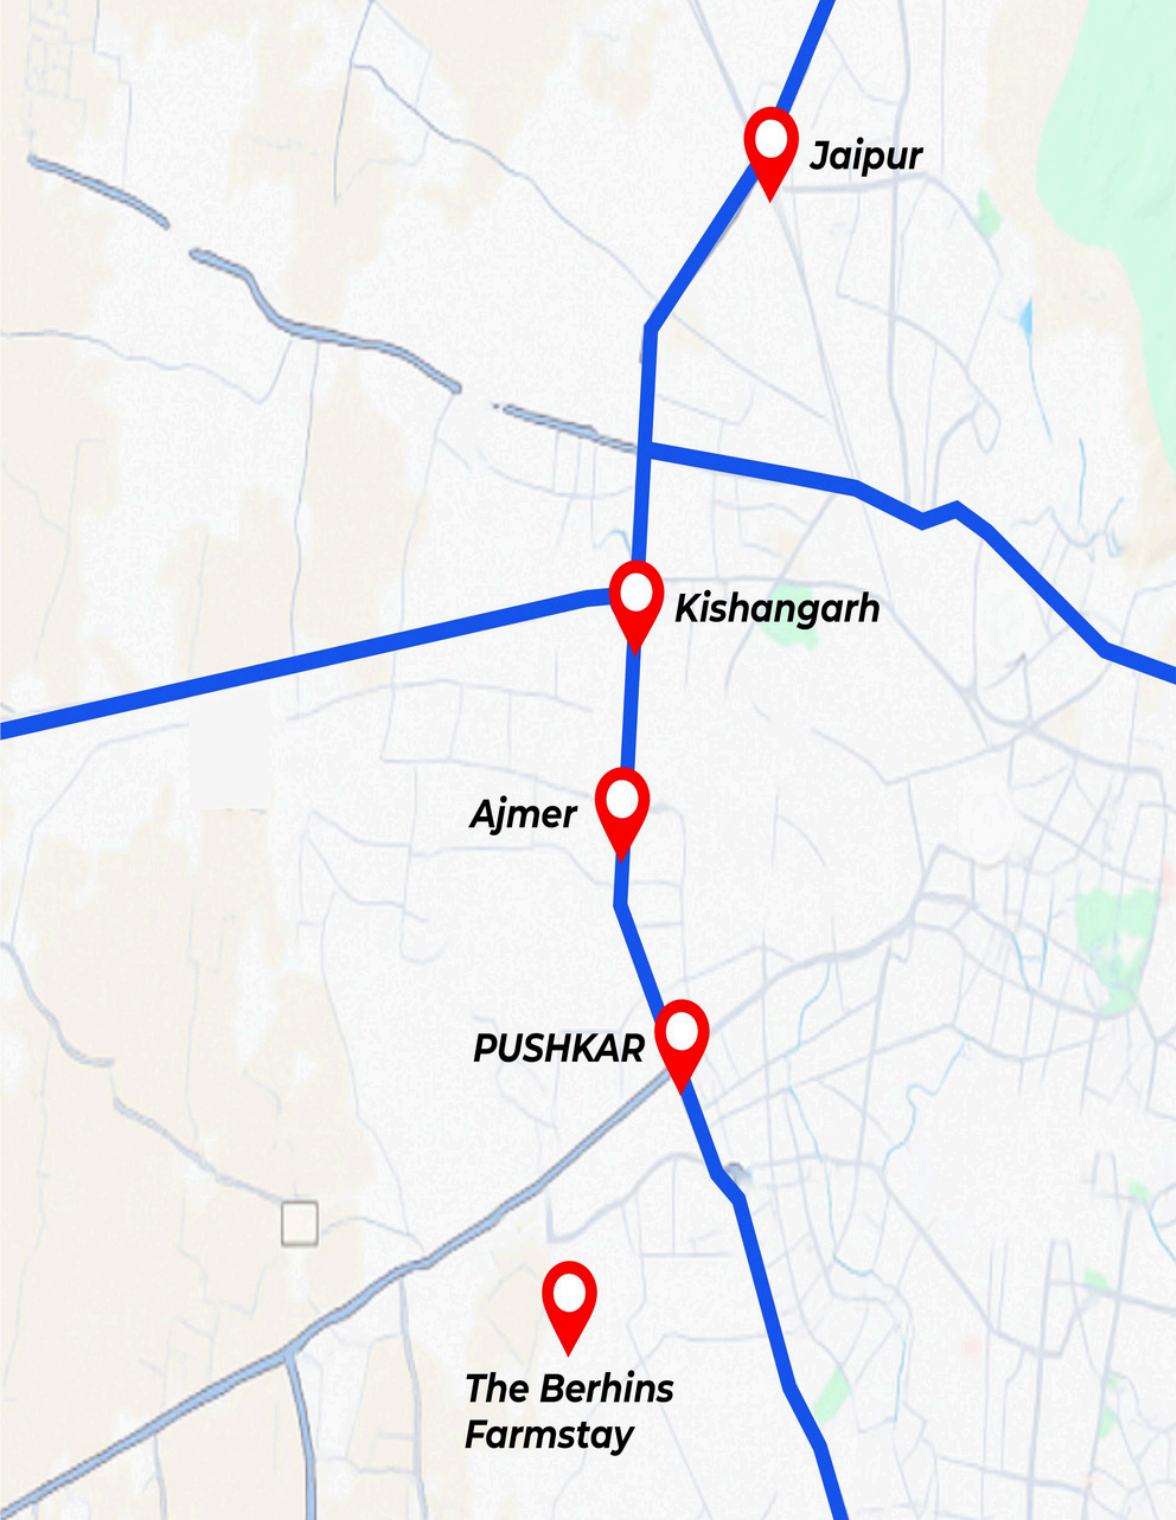 Jaipur
Kishangarh
Ajmer
PUSHKAR
The Berhins
Farmstay